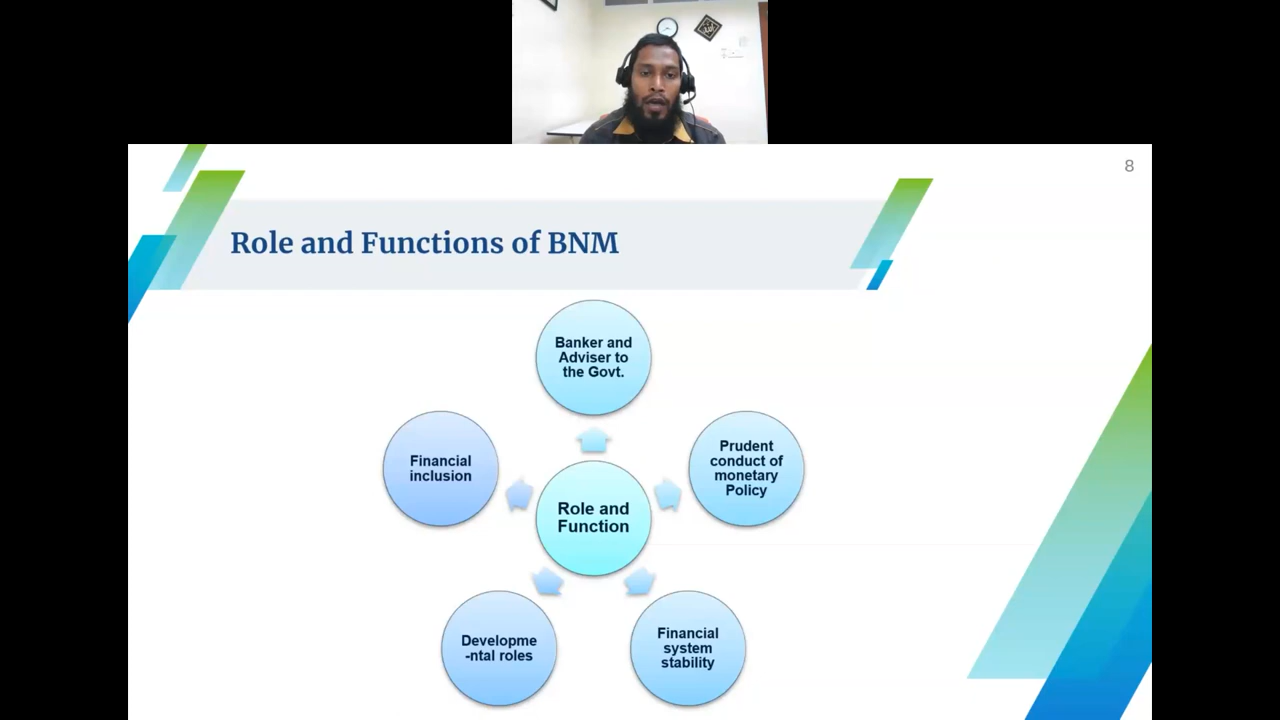 8
Role and Functions of BNM
Banker and
Adviser to
the Govt.
Prudent
conduct of
monetary
Policy
Financial
system
stability
Developme
-ntal roles
Financial
inclusion
Role and
Function